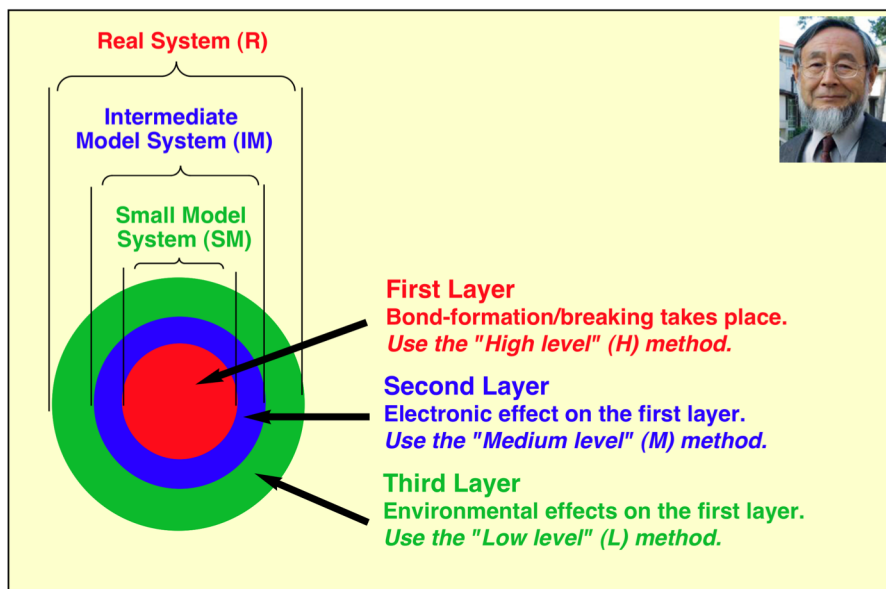 Real System (R)
Intermediate
Model System (IM)
Small Model
System (SM)
First Layer
Bond-formation/breaking takes place.
Use the "High level" (H) method.
Second Layer
Electronic effect on the first layer.
Use the "Medium level" (M) method.
Third Layer
Environmental effects on the first layer.
Use the "Low level" (L) method.